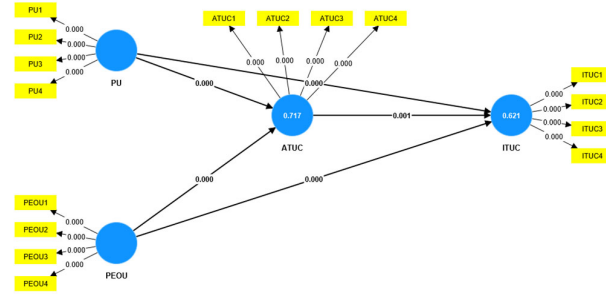 PU1
PU2
PU3
PU4
0.000
0.000
0.000
0.000
PU
ATUC1
ATUC2
ATUC3
ATUC4
0.000
0.000
0.000
0.000
0.000
0.000
0.717
ATUC
0.001
0.621
ITUC
0.000
0.000
0.000
0.000
ITUC1
ITUC2
ITUC3
ITUC4
0.000
0.000
PEOU1
PEOU2
PEOU3
PEOU4
0.000
0.000
0.000
0.000
PEOU